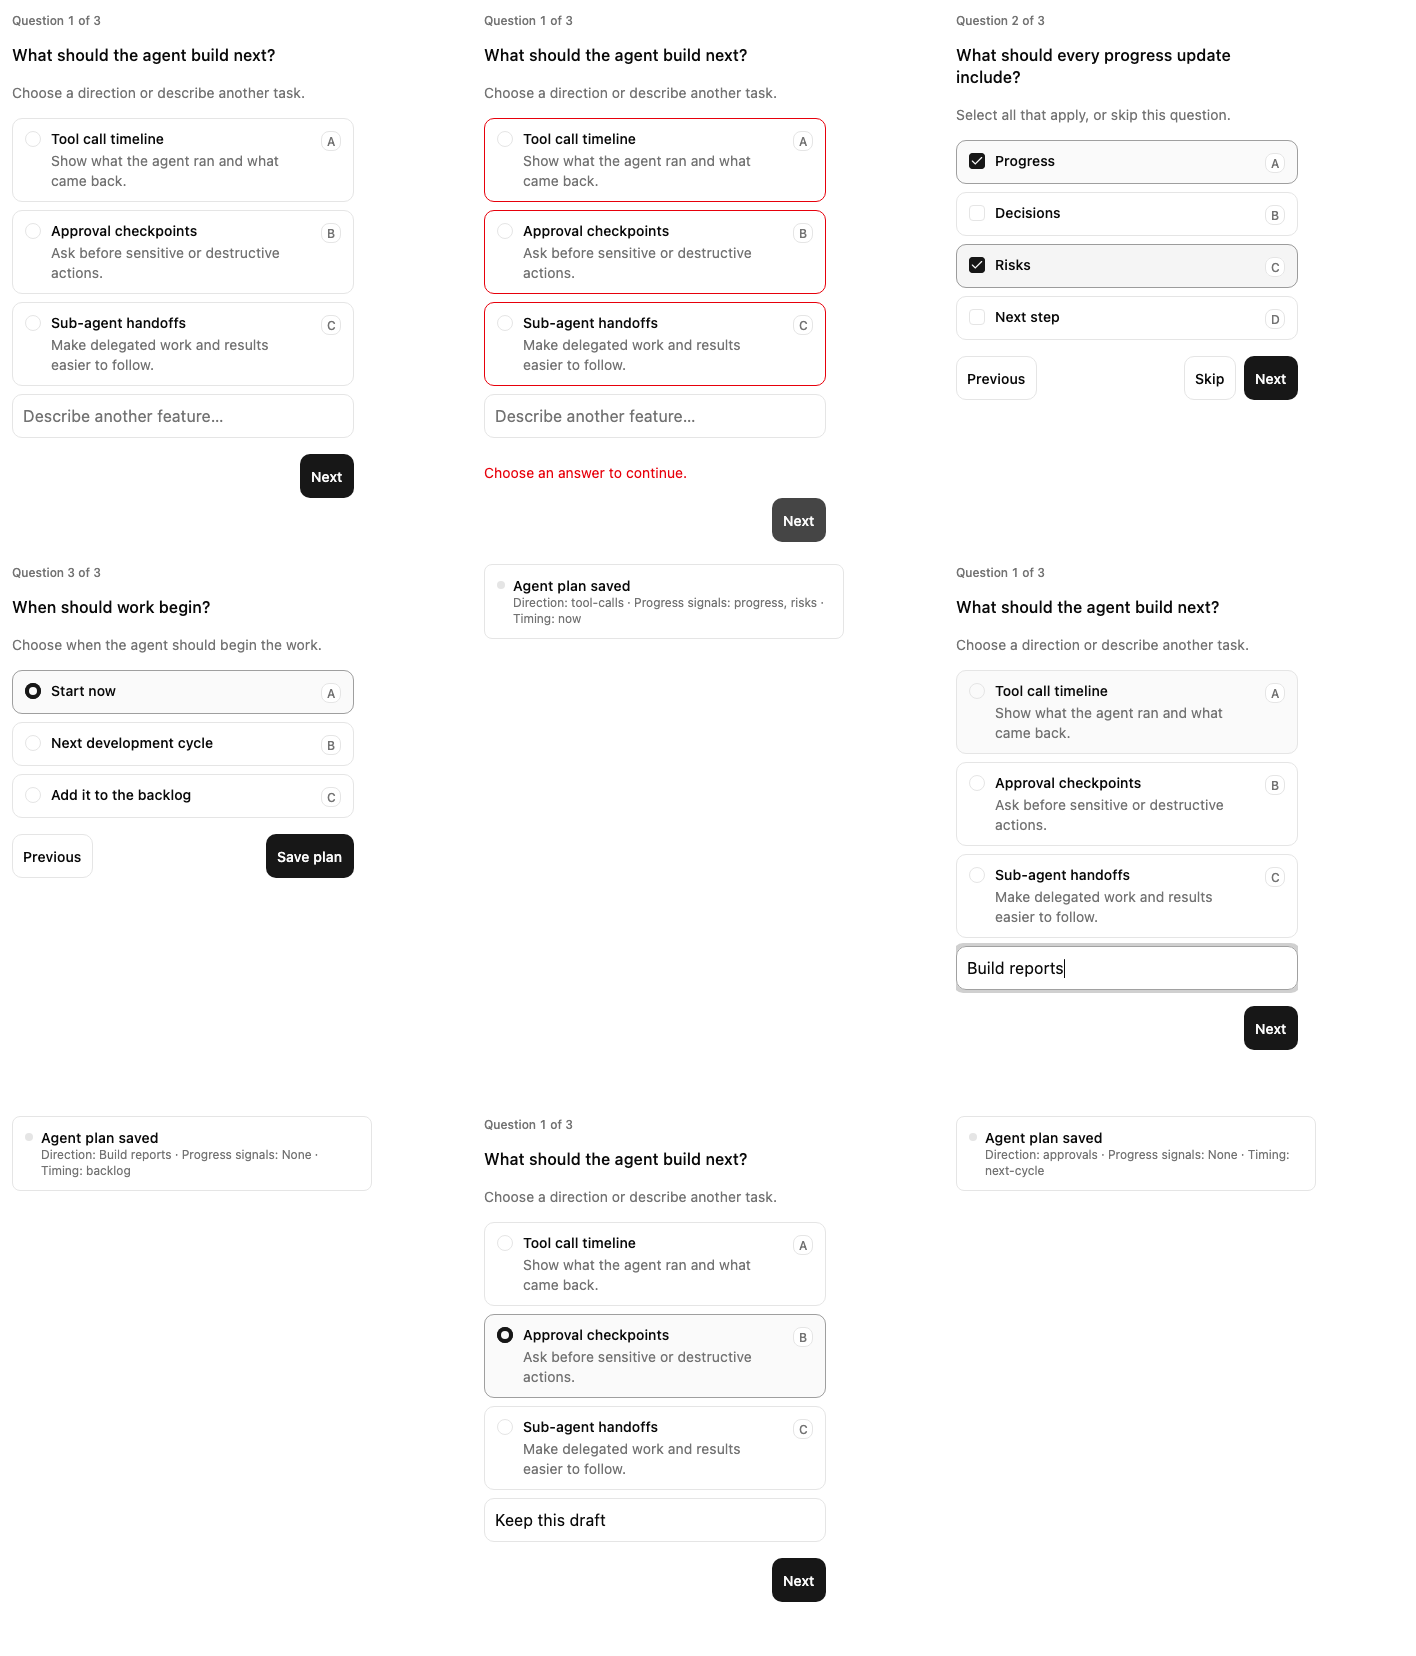 Question 1 of 3
What should the agent build next?
Choose a direction or describe another task.
Tool call timeline
A
Show what the agent ran and what
came back.
Approval checkpoints
B
Ask before sensitive or destructive
actions.
Sub-agent handoffs
C
Make delegated work and results
easier to follow.
Describe another feature...
Next
Question 1 of 3
What should the agent build next?
Choose a direction or describe another task.
Tool call timeline
A
Show what the agent ran and what
came back.
Approval checkpoints
B
Ask before sensitive or destructive
actions.
Sub-agent handoffs
C
Make delegated work and results
easier to follow.
Describe another feature...
Choose an answer to continue.
Next
Question 2 of 3
What should every progress update
include?
Select all that apply, or skip this question.
Progress
A
Decisions
B
Risks
C
Next step
D
Previous
Skip
Next
Question 3 of 3
When should work begin?
Choose when the agent should begin the work.
Start now
A
Next development cycle
B
Add it to the backlog
C
Previous
Save plan
Agent plan saved
Direction: tool-calls · Progress signals: progress, risks ·
Timing: now
Question 1 of 3
What should the agent build next?
Choose a direction or describe another task.
Tool call timeline
A
Show what the agent ran and what
came back.
Approval checkpoints
B
Ask before sensitive or destructive
actions.
Sub-agent handoffs
C
Make delegated work and results
easier to follow.
Build reports
Next
Agent plan saved
Direction: Build reports · Progress signals: None ·
Timing: backlog
Question 1 of 3
What should the agent build next?
Choose a direction or describe another task.
Tool call timeline
A
Show what the agent ran and what
came back.
Approval checkpoints
B
Ask before sensitive or destructive
actions.
Sub-agent handoffs
C
Make delegated work and results
easier to follow.
Keep this draft
Next
Agent plan saved
Direction: approvals · Progress signals: None · Timing:
next-cycle